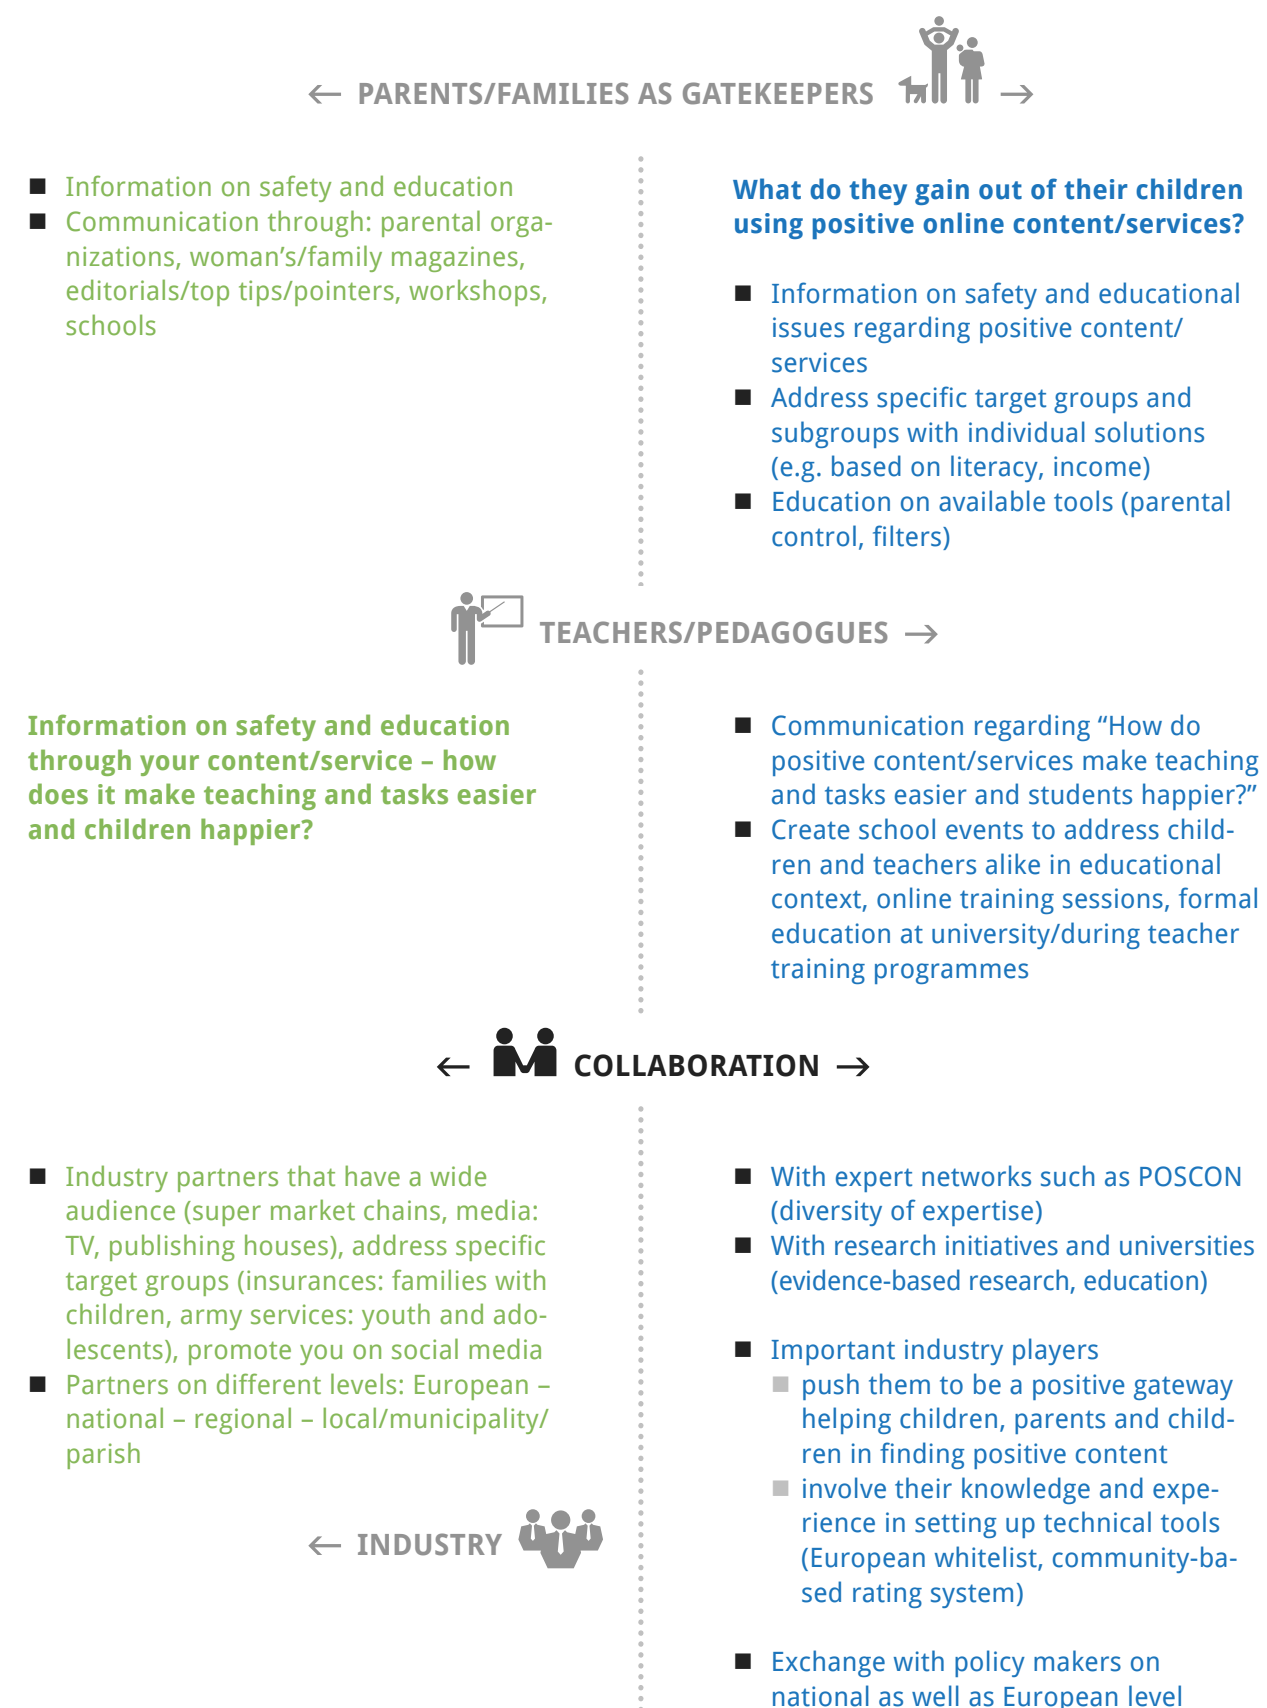 ← PARENTS/FAMILIES AS GATEKEEPERS →
■ Information on safety and education
■ Communication through: parental orga-
nizations, woman’s/family magazines,
editorials/top tips/pointers, workshops,
schools
What do they gain out of their children
using positive online content/services?
■ Information on safety and educational
issues regarding positive content/
services
■ Address specific target groups and
subgroups with individual solutions
(e.g. based on literacy, income)
■ Education on available tools (parental
control, filters)
TEACHERS/PEDAGOGUES →
Information on safety and education
through your content/service – how
does it make teaching and tasks easier
and children happier?
■ Communication regarding “How do
positive content/services make teaching
and tasks easier and students happier?”
■ Create school events to address child-
ren and teachers alike in educational
context, online training sessions, formal
education at university/during teacher
training programmes
← COLLABORATION →
■ Industry partners that have a wide
audience (super market chains, media:
TV, publishing houses), address specific
target groups (insurances: families with
children, army services: youth and ado-
lescents), promote you on social media
■ Partners on different levels: European –
national – regional – local/municipality/
parish
← INDUSTRY
■ With expert networks such as POSCON
(diversity of expertise)
■ With research initiatives and universities
(evidence-based research, education)
■ Important industry players
■ push them to be a positive gateway
helping children, parents and child-
ren in finding positive content
■ involve their knowledge and expe-
rience in setting up technical tools
(European whitelist, community-ba-
sed rating system)
■ Exchange with policy makers on
national as well as European level